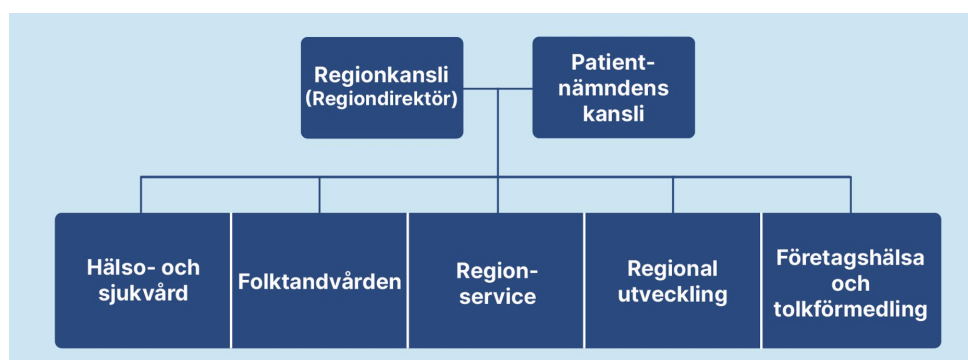 Regionkansli
(Regiondirektör)
Patient-
nämndens
kansli
Hälso- och
sjukvård
Folktandvården
Region-
service
Regional
utveckling
Företagshälsa
och
tolkförmedling